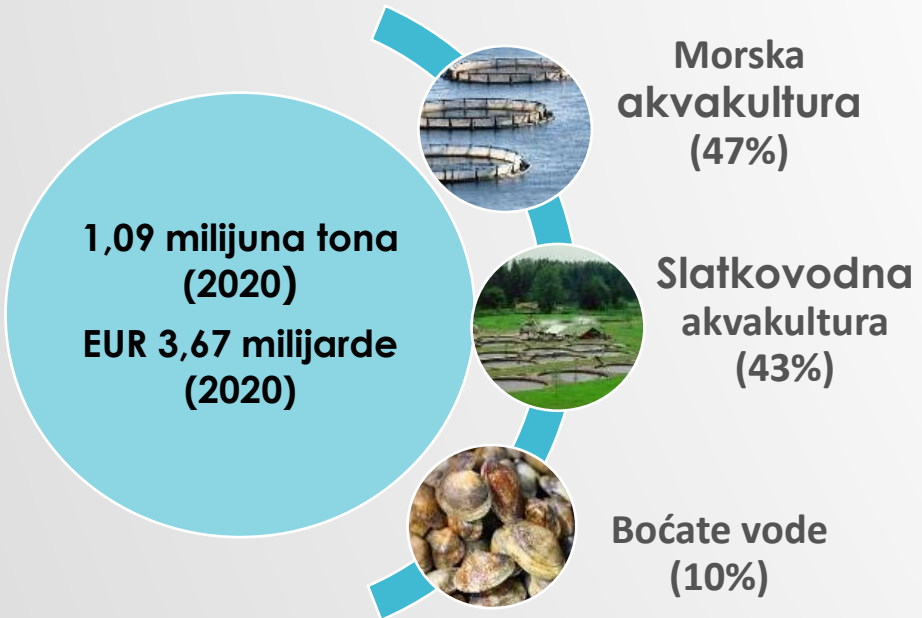 1,09 milijuna tona
(2020)
EUR 3,67 milijarde
(2020)
Morska
akvakultura
(47%)
Slatkovodna
akvakultura
(43%)
Boćate vode
(10%)